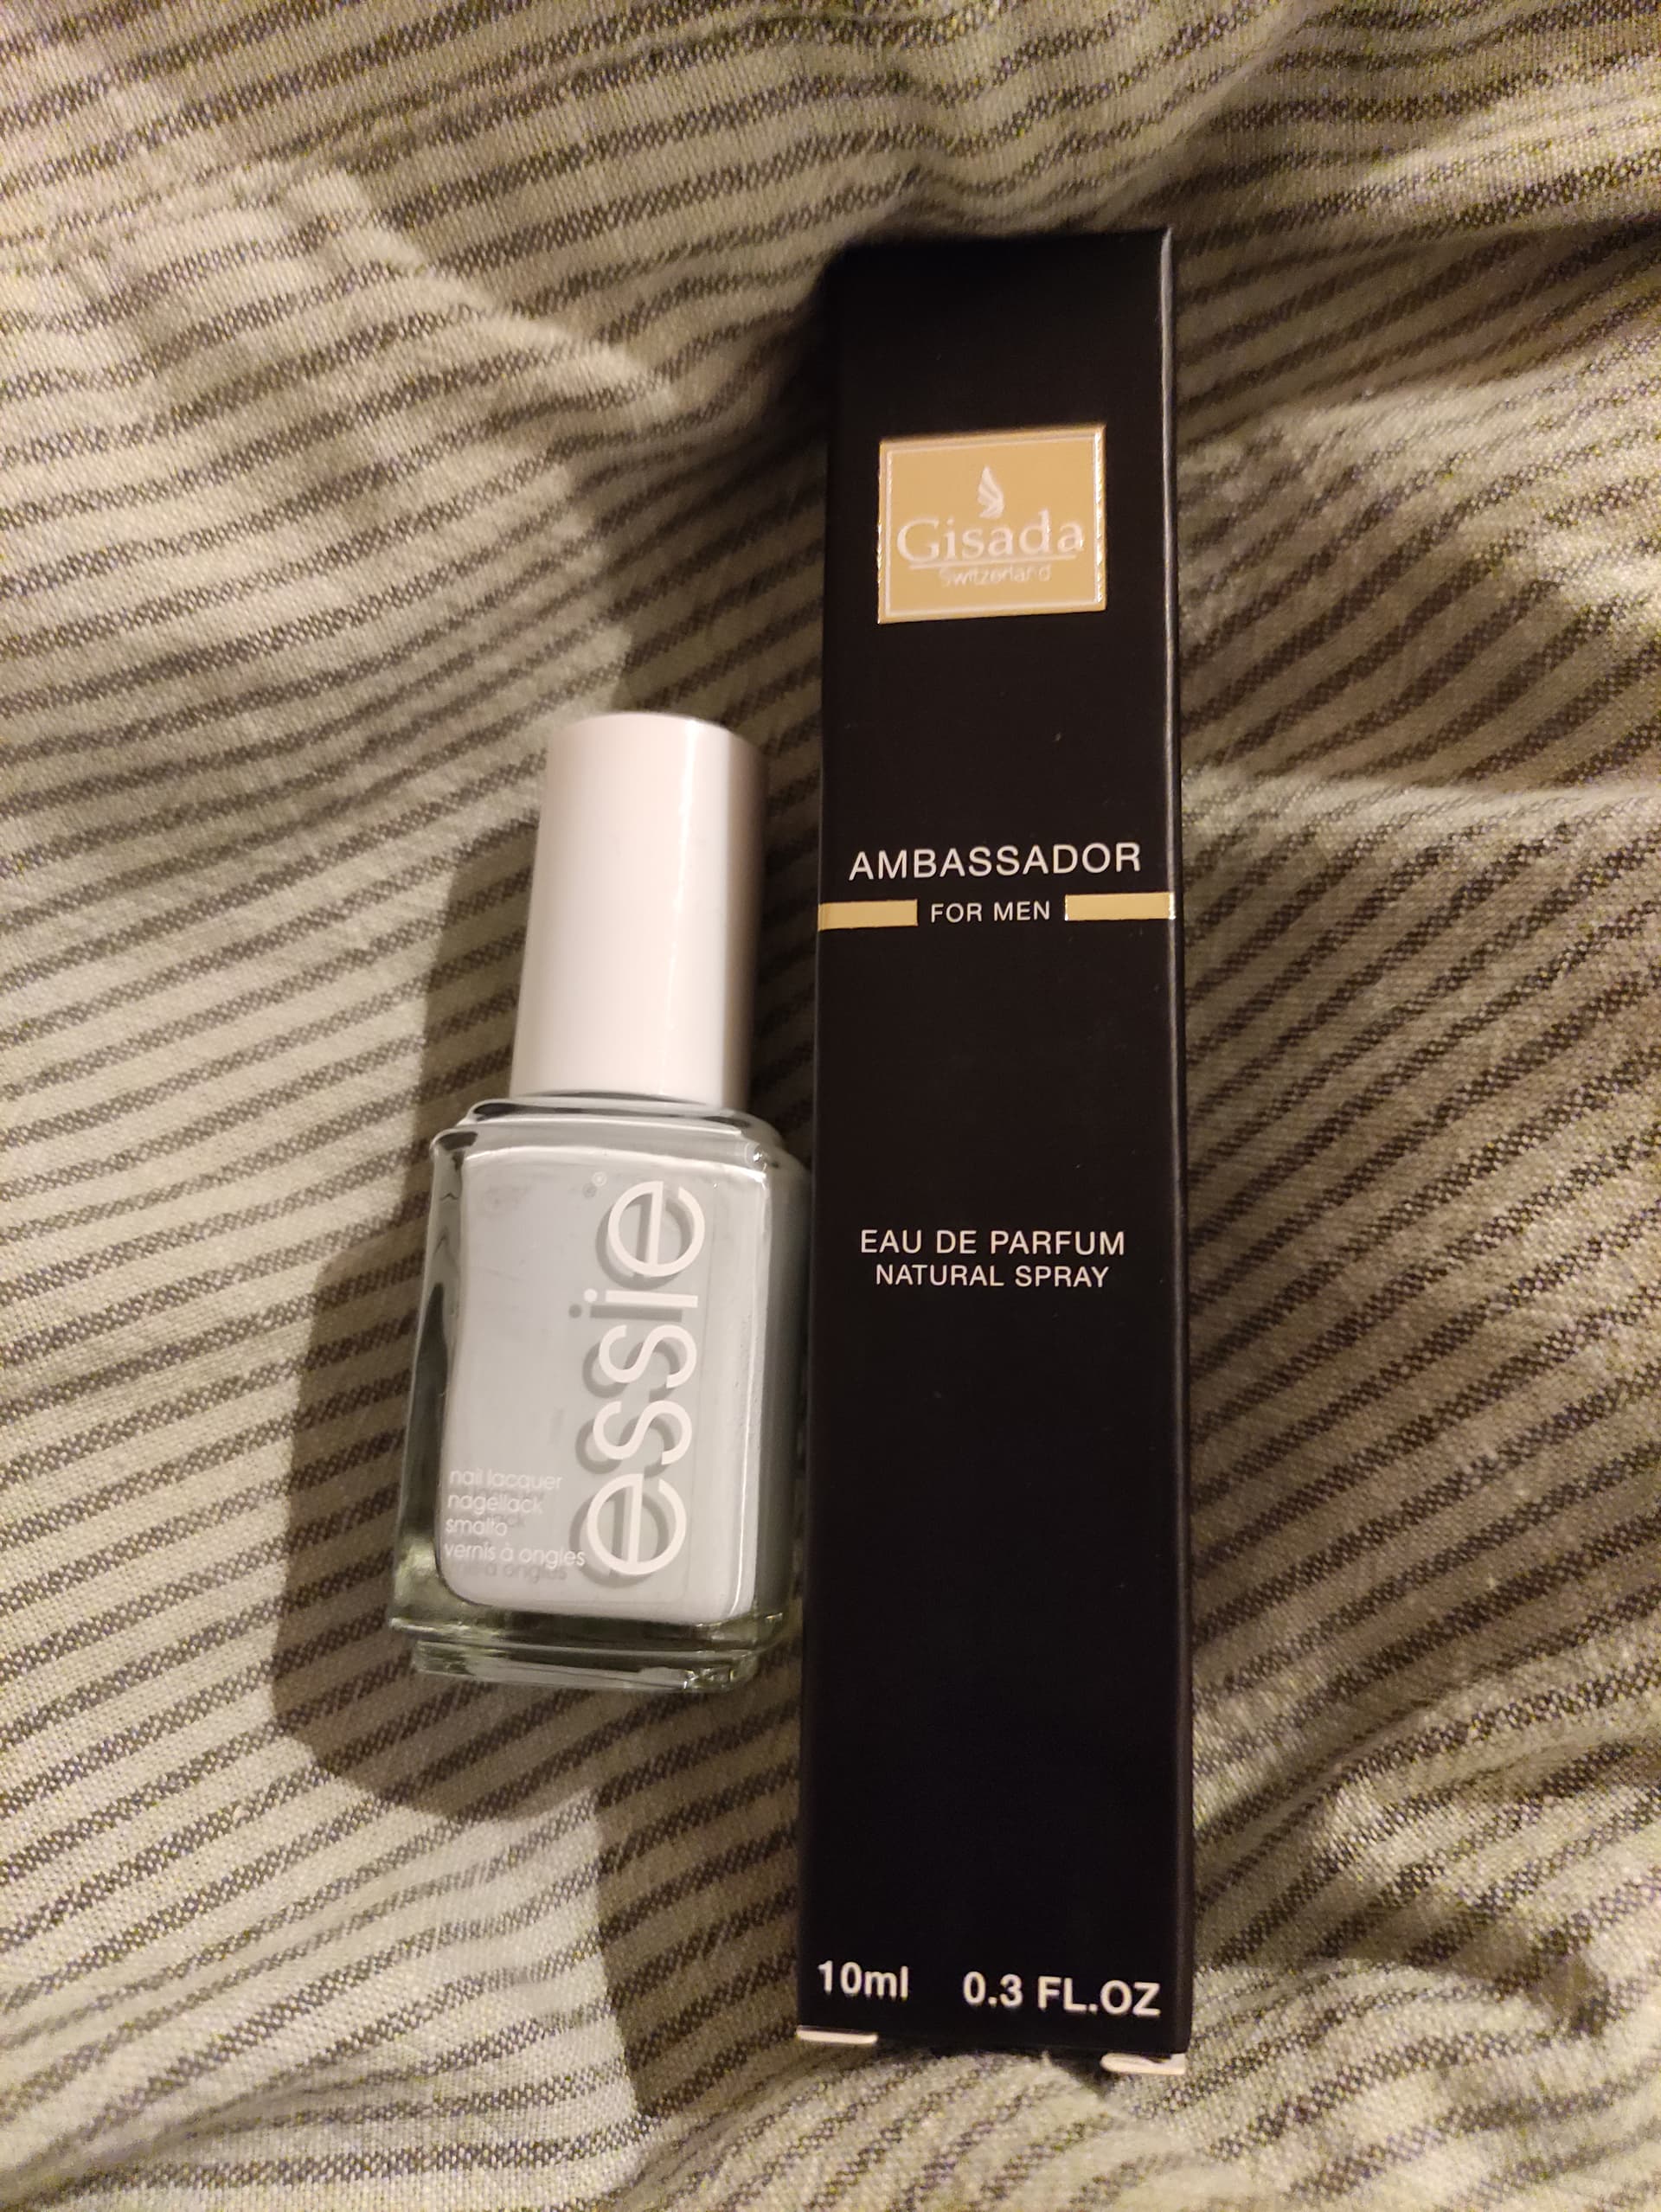 Gisada
Switzerland
AMBASSADOR
FOR MEN
EAU DE PARFUM
NATURAL SPRAY
10ml 0.3 FL.OZ
essie®
nail lacquer
nagellack
smalto
vernis à ongles